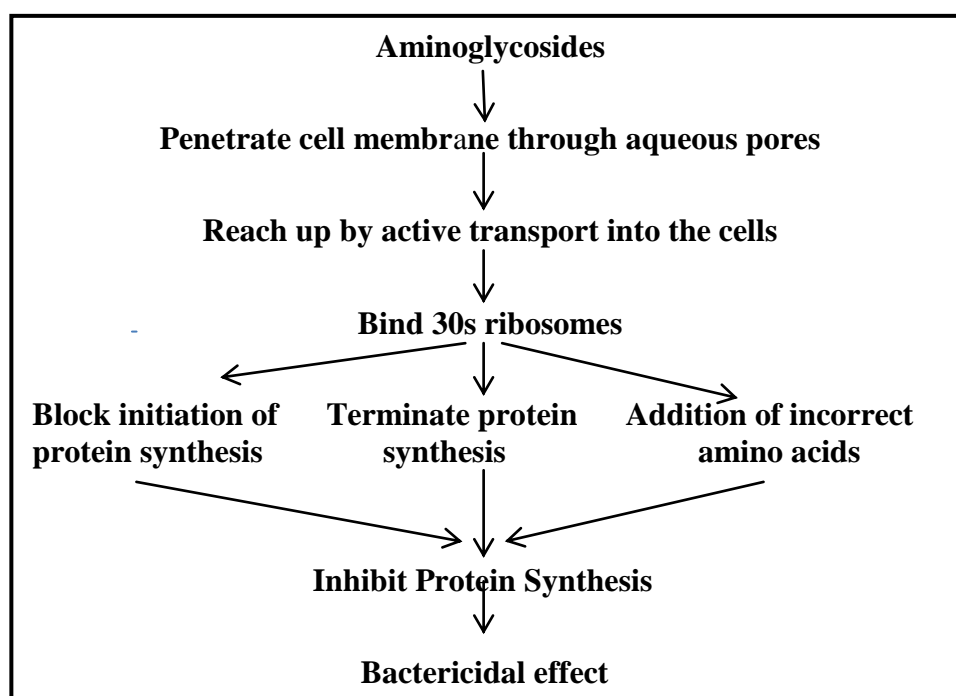 Aminoglycosides
Penetrate cell membrane through aqueous pores
Reach up by active transport into the cells
Bind 30s ribosomes
Block initiation of
protein synthesis
Terminate protein
synthesis
Addition of incorrect
amino acids
Inhibit Protein Synthesis
Bactericidal effect